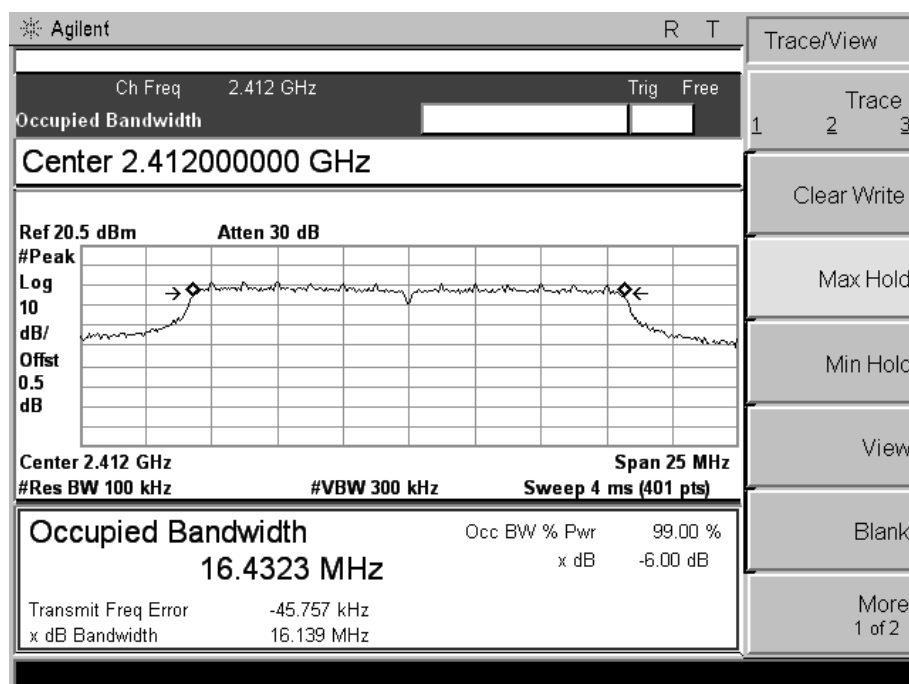 Agilent R T
Trace/View
Ch Freq 2.412 GHz Trig Free
Occupied Bandwidth
Trace
1 2 3
Center 2.412000000 GHz
Clear Write
Ref 20.5 dBm Atten 30 dB
#Peak
Log
10
dB/
Offst
0.5
dB
Max Hold
Min Hold
Center 2.412 GHz Span 25 MHz
#Res BW 100 kHz #VBW 300 kHz Sweep 4 ms (401 pts)
View
Occupied Bandwidth
16.4323 MHz
Occ BW % Pwr 99.00 %
x dB -6.00 dB
Blank
Transmit Freq Error -45.757 kHz
x dB Bandwidth 16.139 MHz
More
1 of 2